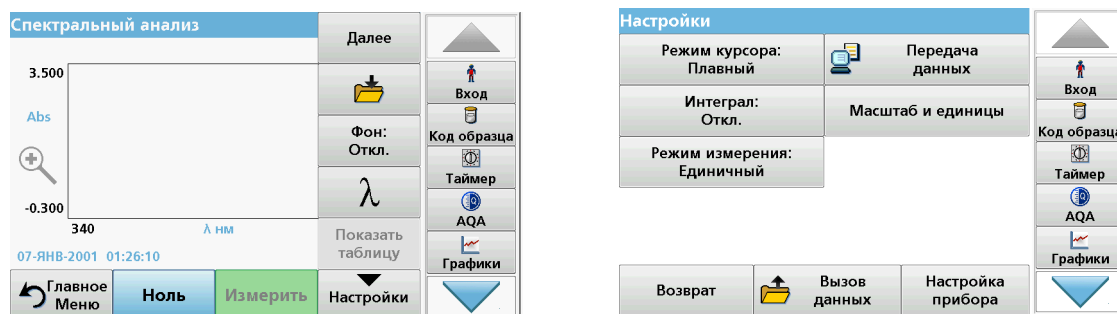 Спектральный анализ
Далее
3.500
Abs
-0.300
340
λ нм
07-ЯНВ-2001 01:26:10
Фон:
Откл.
λ
Показать
таблицу
Главное
Меню
Ноль
Измерить
Настройки
Вход
Код образца
Таймер
AQA
Графики
Настройки
Режим курсора:
Плавный
Передача
данных
Интеграл:
Откл.
Масштаб и единицы
Режим измерения:
Единичный
Возврат
Вызов
данных
Настройка
прибора
Вход
Код образца
Таймер
AQA
Графики